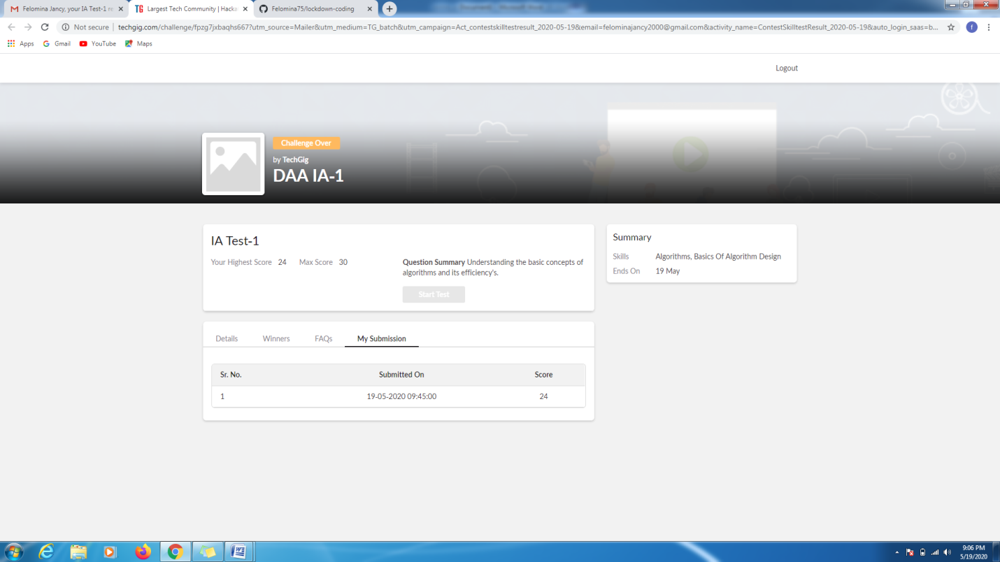 Felomina Jancy, your IA Test-1 re
Largest Tech Community | Hacka
Felomina75/lockdown-coding
Not secure
techgig.com/challenge/fpzg7jxbaqhs667?utm_source=Mailer&utm_medium=TG_batch&utm_campaign=Act_contestskilltestresult_2020-05-19&email=felominajancy2000@gmail.com&activity_name=ContestSkilltestResult_2020-05-19&auto_login_saas=b...
f
Apps
Gmail
YouTube
Maps
Logout
Challenge Over
by TechGig
DAA IA-1
IA Test-1
Your Highest Score 24 Max Score 30
Question Summary Understanding the basic concepts of
algorithms and its efficiency's.
Start Test
Summary
Skills Algorithms, Basics Of Algorithm Design
Ends On 19 May
Details Winners FAQs My Submission
Sr. No. Submitted On Score
1 19-05-2020 09:45:00 24
9:06 PM
5/19/2020